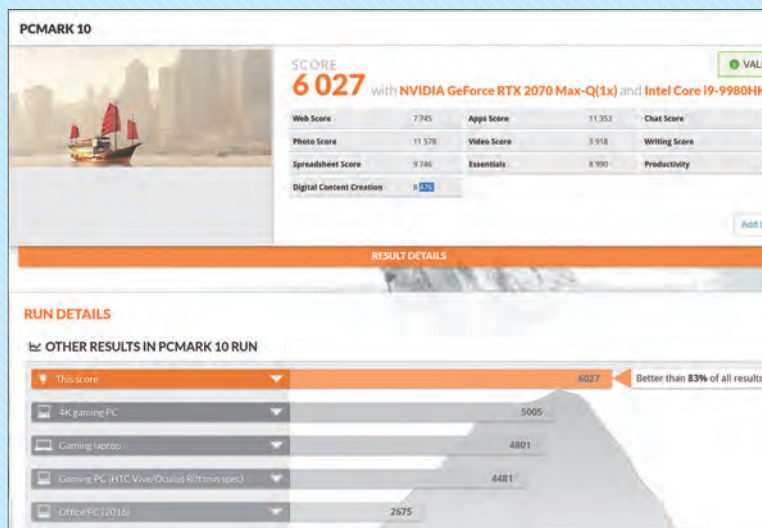 PCMARK 10
SCORE
6 027 with NVIDIA GeForce RTX 2070 Max-Q(1x) and Intel Core i9-9980HK
VALI
Web Score 7 745 Apps Score 11 353 Chat Score
Photo Score 11 578 Video Score 3 918 Writing Score
Spreadsheet Score 9 746 Essentials 8 990 Productivity
Digital Content Creation 8 476
Add
RESULT DETAILS
RUN DETAILS
OTHER RESULTS IN PCMARK 10 RUN
This score 6027 Better than 83% of all results
4K gaming PC 5005
Gaming laptop 4801
Gaming PC (HTC Vive/Oculus Rift min spec) 4481
Office PC (2016) 2675